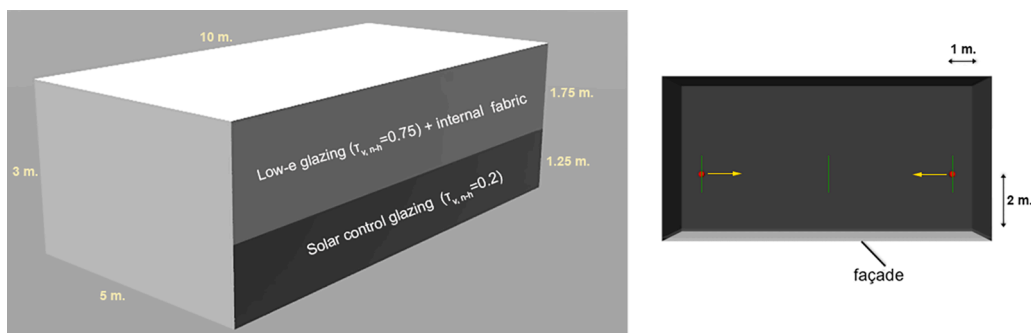 10 m.
3 m.
Low-e glazing (τv, n-h=0.75) + internal fabric
1.75 m.
Solar control glazing (τv, n-h=0.2)
1.25 m.
5 m.
1 m.
2 m.
façade